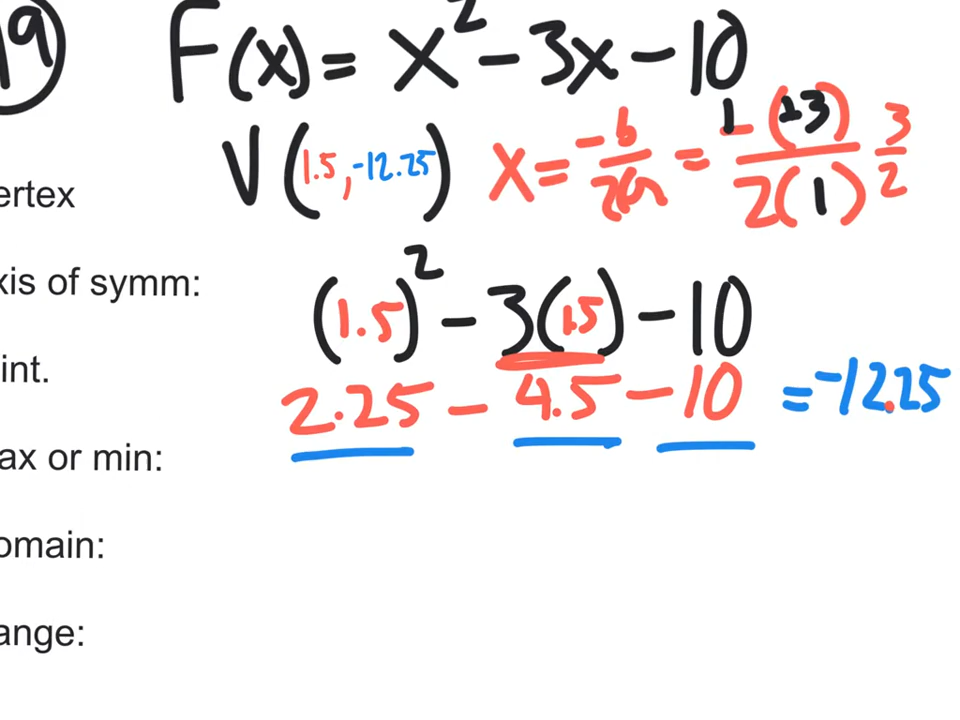 19
F(x) = x² - 3x - 10
ertex
V (1.5, -12.25) x = -b/2a = -(-3)/2(1) 3/2
xis of symm:
(1.5)² - 3(1.5) - 10
int.
2.25 - 4.5 - 10 = -12.25
ax or min:
omain:
ange: